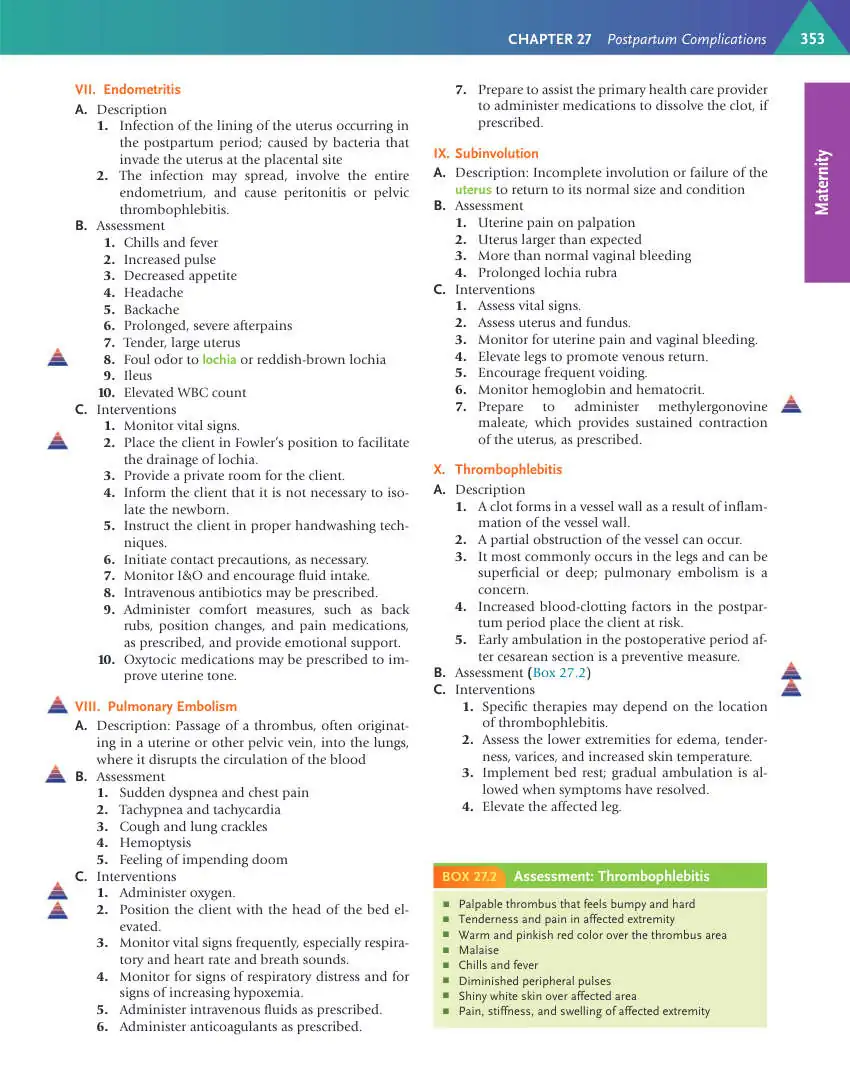 CHAPTER 27 Postpartum Complications 353
VII. Endometritis
A. Description
1. Infection of the lining of the uterus occurring in
the postpartum period; caused by bacteria that
invade the uterus at the placental site
2. The infection may spread, involve the entire
endometrium, and cause peritonitis or pelvic
thrombophlebitis.
B. Assessment
1. Chills and fever
2. Increased pulse
3. Decreased appetite
4. Headache
5. Backache
6. Prolonged, severe afterpains
7. Tender, large uterus
8. Foul odor to lochia or reddish-brown lochia
9. Ileus
10. Elevated WBC count
C. Interventions
1. Monitor vital signs.
2. Place the client in Fowler's position to facilitate
the drainage of lochia.
3. Provide a private room for the client.
4. Inform the client that it is not necessary to iso-
late the newborn.
5. Instruct the client in proper handwashing tech-
niques.
6. Initiate contact precautions, as necessary.
7. Monitor I&O and encourage fluid intake.
8. Intravenous antibiotics may be prescribed.
9. Administer comfort measures, such as back
rubs, position changes, and pain medications,
as prescribed, and provide emotional support.
10. Oxytocic medications may be prescribed to im-
prove uterine tone.
VIII. Pulmonary Embolism
A. Description: Passage of a thrombus, often originat-
ing in a uterine or other pelvic vein, into the lungs,
where it disrupts the circulation of the blood
B. Assessment
1. Sudden dyspnea and chest pain
2. Tachypnea and tachycardia
3. Cough and lung crackles
4. Hemoptysis
5. Feeling of impending doom
C. Interventions
1. Administer oxygen.
2. Position the client with the head of the bed el-
evated.
3. Monitor vital signs frequently, especially respira-
tory and heart rate and breath sounds.
4. Monitor for signs of respiratory distress and for
signs of increasing hypoxemia.
5. Administer intravenous fluids as prescribed.
6. Administer anticoagulants as prescribed.
7. Prepare to assist the primary health care provider
to administer medications to dissolve the clot, if
prescribed.
IX. Subinvolution
A. Description: Incomplete involution or failure of the
uterus to return to its normal size and condition
B. Assessment
1. Uterine pain on palpation
2. Uterus larger than expected
3. More than normal vaginal bleeding
4. Prolonged lochia rubra
C. Interventions
1. Assess vital signs.
2. Assess uterus and fundus.
3. Monitor for uterine pain and vaginal bleeding.
4. Elevate legs to promote venous return.
5. Encourage frequent voiding.
6. Monitor hemoglobin and hematocrit.
7. Prepare to administer methylergonovine
maleate, which provides sustained contraction
of the uterus, as prescribed.
X. Thrombophlebitis
A. Description
1. A clot forms in a vessel wall as a result of inflam-
mation of the vessel wall.
2. A partial obstruction of the vessel can occur.
3. It most commonly occurs in the legs and can be
superficial or deep; pulmonary embolism is a
concern.
4. Increased blood-clotting factors in the postpar-
tum period place the client at risk.
5. Early ambulation in the postoperative period af-
ter cesarean section is a preventive measure.
B. Assessment (Box 27.2)
C. Interventions
1. Specific therapies may depend on the location
of thrombophlebitis.
2. Assess the lower extremities for edema, tender-
ness, varices, and increased skin temperature.
3. Implement bed rest; gradual ambulation is al-
lowed when symptoms have resolved.
4. Elevate the affected leg.
BOX 27.2 Assessment: Thrombophlebitis
■ Palpable thrombus that feels bumpy and hard
■ Tenderness and pain in affected extremity
■ Warm and pinkish red color over the thrombus area
■ Malaise
■ Chills and fever
■ Diminished peripheral pulses
■ Shiny white skin over affected area
■ Pain, stiffness, and swelling of affected extremity
Maternity